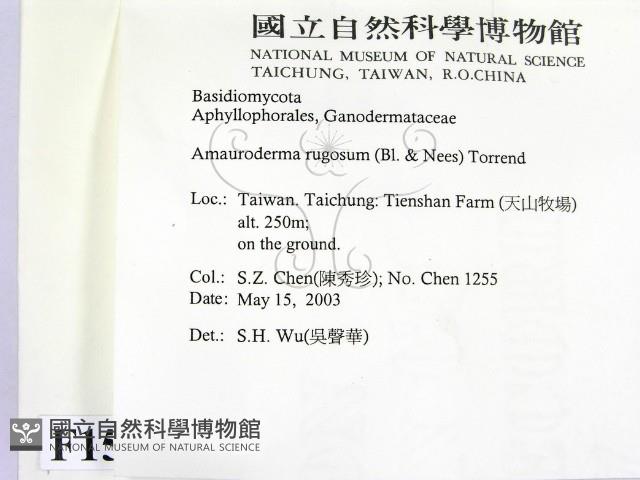 國立自然科學博物館
NATIONAL MUSEUM OF NATURAL SCIENCE
TAICHUNG, TAIWAN, R.O.CHINA
Basidiomycota
Aphyllophorales, Ganodermataceae
Amauroderma rugosum (Bl. & Nees) Torrend
Loc.: Taiwan. Taichung: Tienshan Farm (天山牧場)
alt. 250m;
on the ground.
Col.: S.Z. Chen(陳秀珍); No. Chen 1255
Date: May 15, 2003
Det.: S.H. Wu(吳聲華)
國立自然科學博物館
NATIONAL MUSEUM OF NATURAL SCIENCE